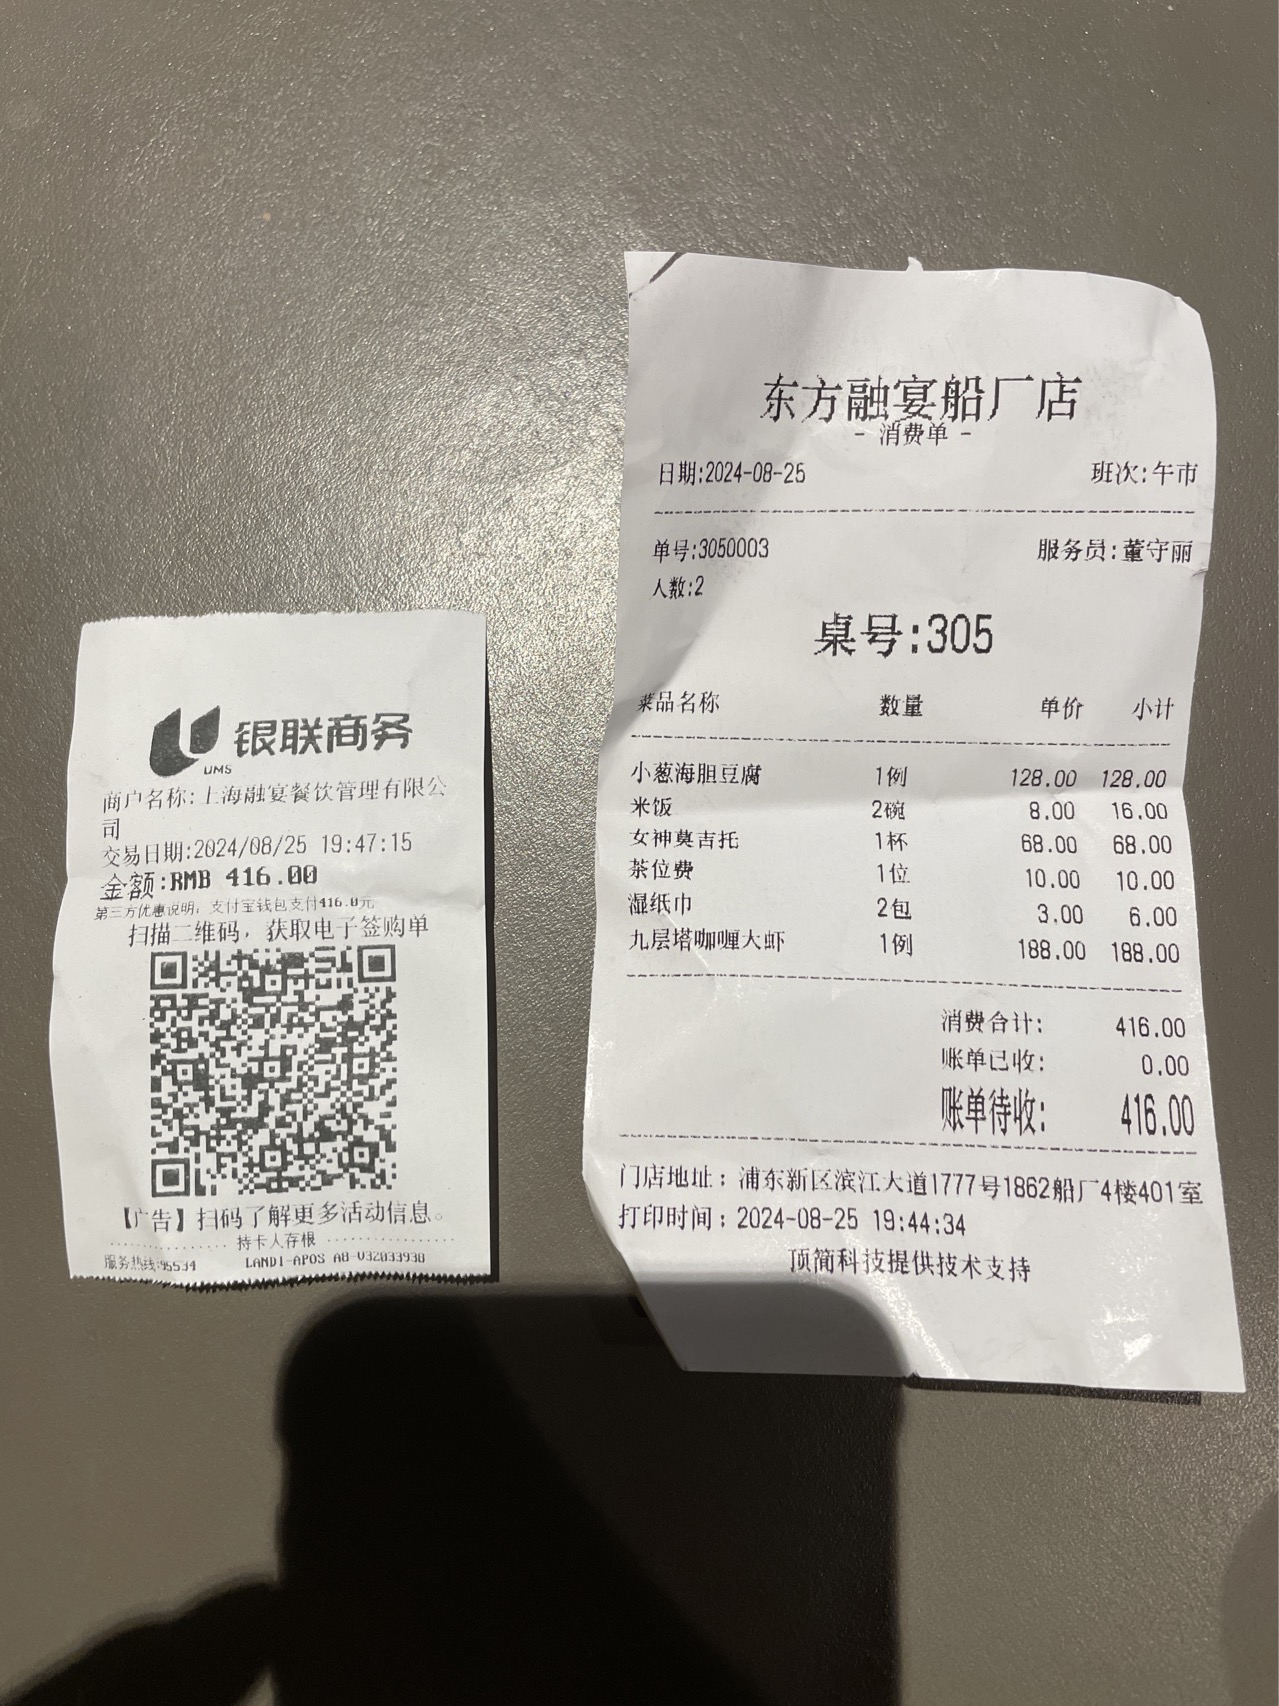 UMS
银联商务
商户名称:上海融宴餐饮管理有限公
司
交易日期:2024/08/25 19:47:15
金额:RMB 416.00
第三方优惠说明: 支付宝钱包支付416.0元
扫描二维码，获取电子签购单
【广告】扫码了解更多活动信息。
持卡人存根
服务热线:95534 LANDI-APOS A8-V32033938
东方融宴船厂店
- 消费单 -
日期:2024-08-25 班次:午市
单号:3050003 服务员:董守丽
人数:2
桌号:305
菜品名称 数量 单价 小计
小葱海胆豆腐 1例 128.00 128.00
米饭 2碗 8.00 16.00
女神莫吉托 1杯 68.00 68.00
茶位费 1位 10.00 10.00
湿纸巾 2包 3.00 6.00
九层塔咖喱大虾 1例 188.00 188.00
消费合计: 416.00
账单已收: 0.00
账单待收: 416.00
门店地址：浦东新区滨江大道1777号1862船厂4楼401室
打印时间：2024-08-25 19:44:34
顶简科技提供技术支持